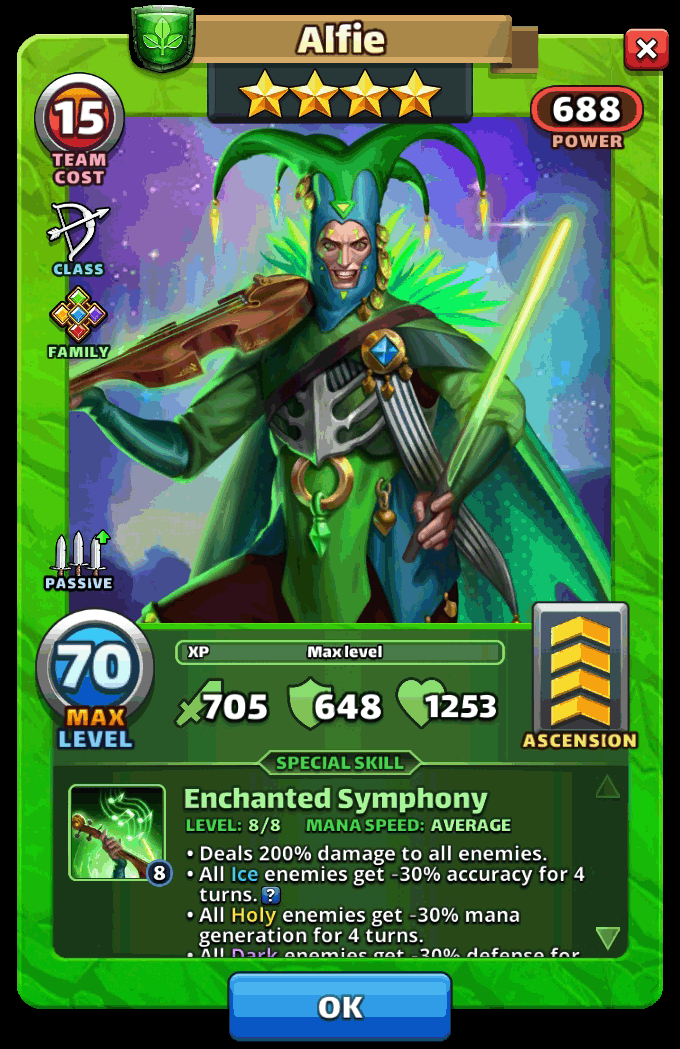 Alfie
15
TEAM
COST
688
POWER
CLASS
FAMILY
PASSIVE
70
MAX
LEVEL
XP Max level
705 648 1253
ASCENSION
SPECIAL SKILL
Enchanted Symphony
LEVEL: 8/8 MANA SPEED: AVERAGE
8
• Deals 200% damage to all enemies.
• All Ice enemies get -30% accuracy for 4
turns. ?
• All Holy enemies get -30% mana
generation for 4 turns.
• All Dark enemies get -30% defense for
OK